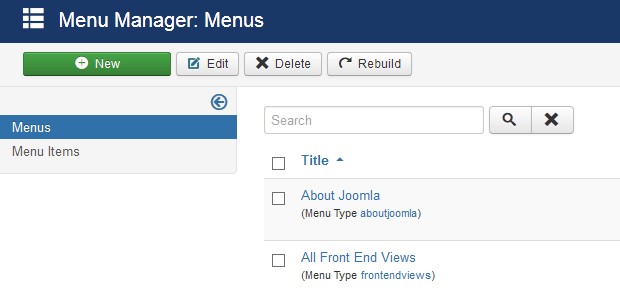 Menu Manager: Menus
New Edit Delete Rebuild
Menus
Menu Items
Search
Title
About Joomla
(Menu Type aboutjoomla)
All Front End Views
(Menu Type frontendviews)